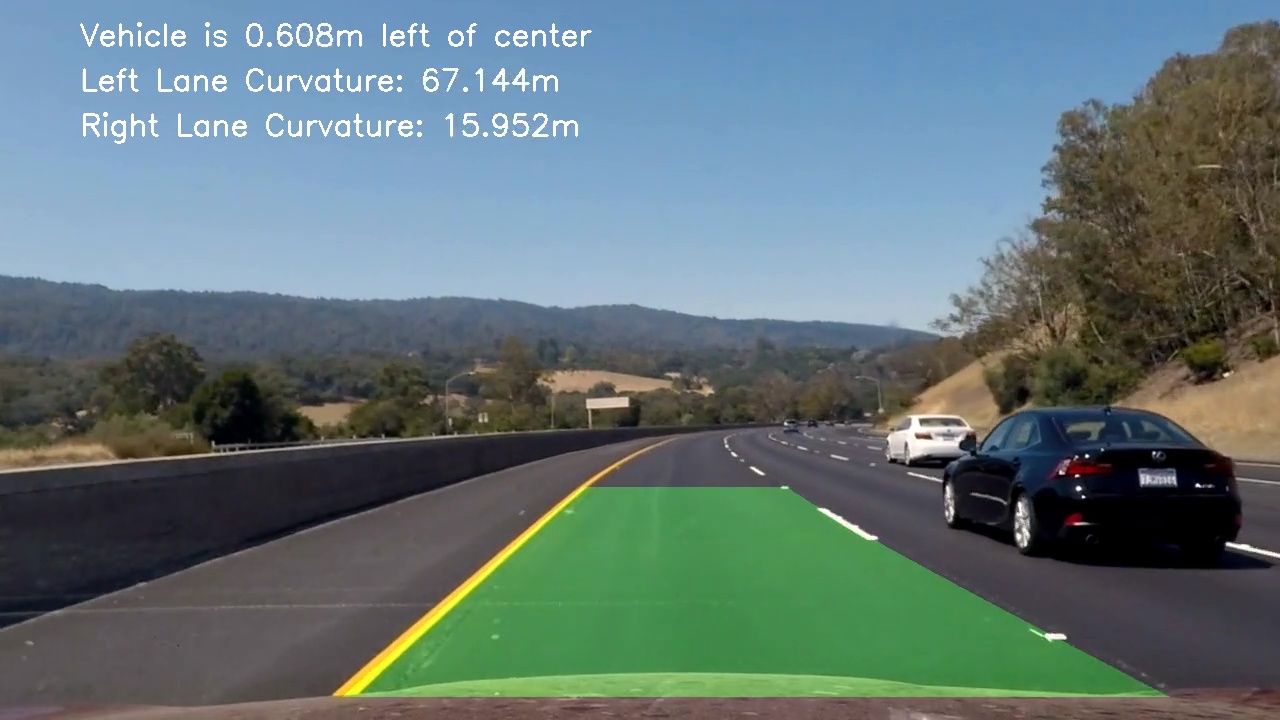 Vehicle is 0.608m left of center
Left Lane Curvature: 67.144m
Right Lane Curvature: 15.952m